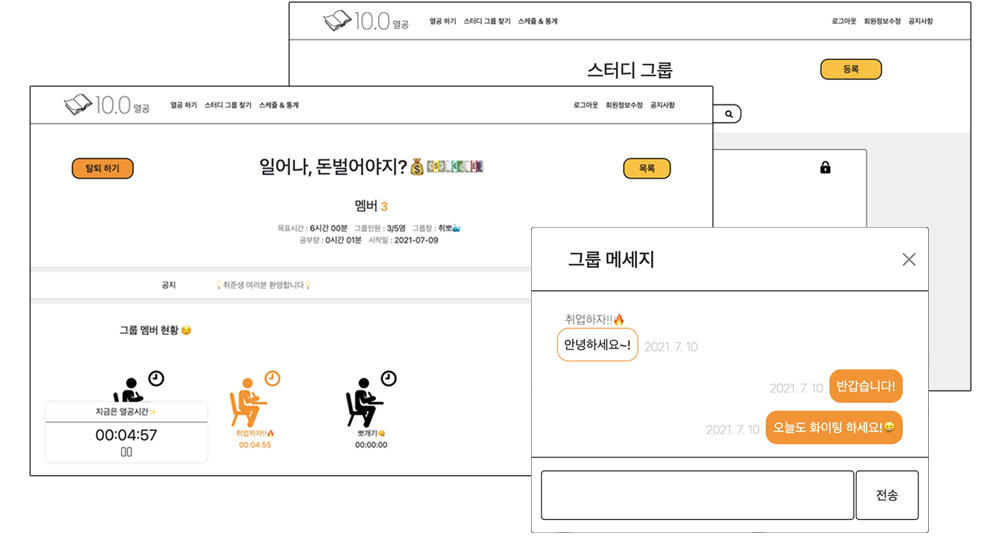 10.0 열공 열공 하기 스터디 그룹 찾기 스케줄 & 통계 로그아웃 회원정보수정 공지사항
스터디 그룹
등록
10.0 열공 열공 하기 스터디 그룹 찾기 스케줄 & 통계 로그아웃 회원정보수정 공지사항
탈퇴 하기
일어나, 돈벌어야지?💰💴💵💶💷
목록
멤버 3
목표시간 : 6시간 00분 그룹인원 : 3/5명 그룹장 : 취뽀🐳
공부량 : 0시간 01분 시작일 : 2021-07-09
공지 💡취준생 여러분 환영합니다💡
그룹 멤버 현황 😏
지금은 열공시간✨
00:04:57
취업하자!!🔥
00:04:55
뽀개기👊
00:00:00
그룹 메세지
취업하자!!🔥
안녕하세요~! 2021. 7. 10
2021. 7. 10 반갑습니다!
2021. 7. 10 오늘도 화이팅 하세요!😀
전송